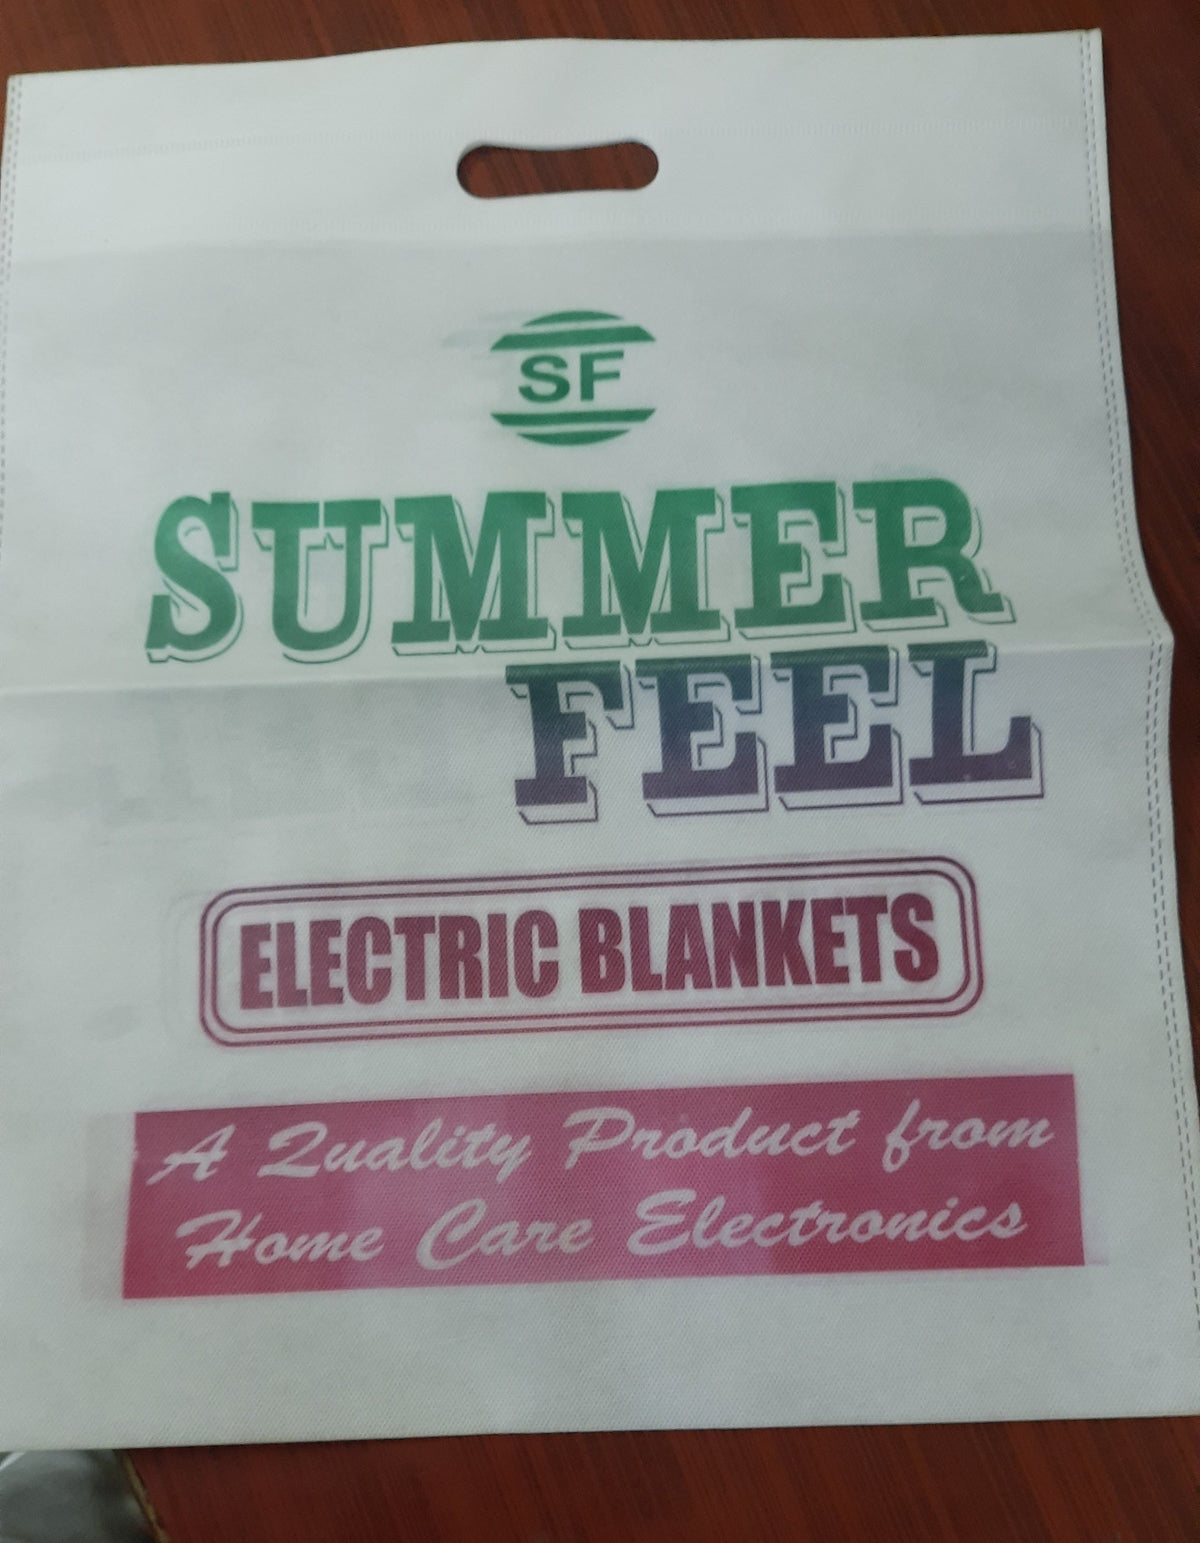 SF
SUMMER
FEEL
ELECTRIC BLANKETS
A Quality Product from
Home Care Electronics